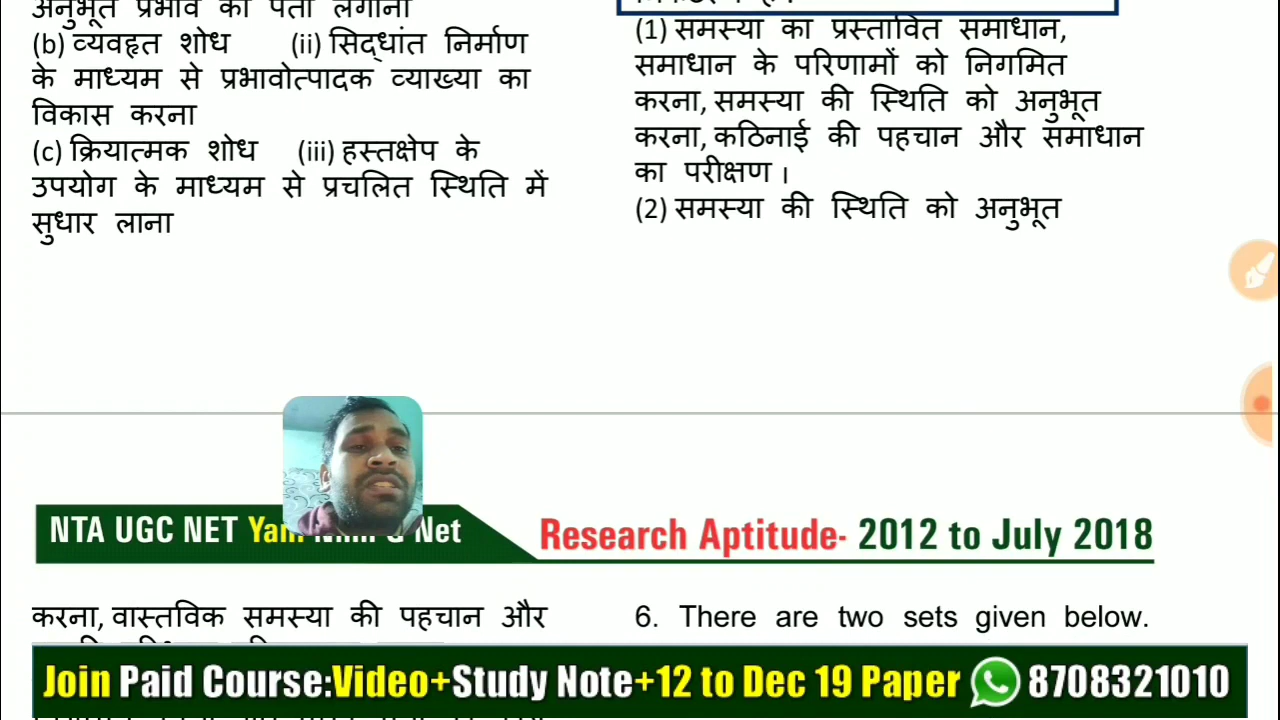 अनुभूत प्रभाव का पता लगाना
(b) व्यवहृत शोध (ii) सिद्धांत निर्माण
के माध्यम से प्रभावोत्पादक व्याख्या का
विकास करना
(c) क्रियात्मक शोध (iii) हस्तक्षेप के
उपयोग के माध्यम से प्रचलित स्थिति में
सुधार लाना
(1) समस्या का प्रस्तावित समाधान,
समाधान के परिणामों को निगमित
करना, समस्या की स्थिति को अनुभूत
करना, कठिनाई की पहचान और समाधान
का परीक्षण ।
(2) समस्या की स्थिति को अनुभूत
NTA UGC NET Net
Research Aptitude- 2012 to July 2018
करना, वास्तविक समस्या की पहचान और
6. There are two sets given below.
Join Paid Course:Video+Study Note+12 to Dec 19 Paper 8708321010